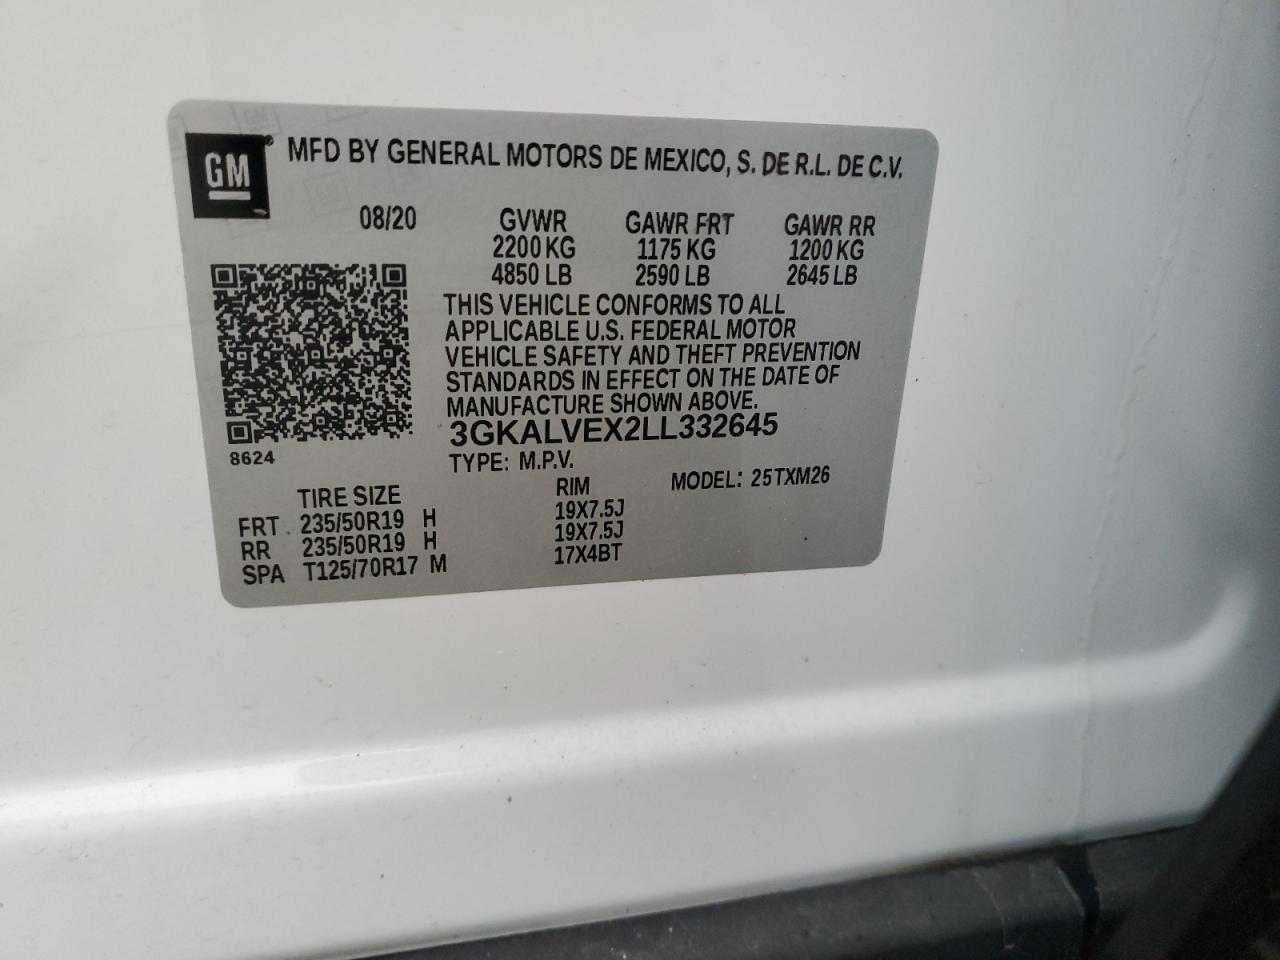 GM® MFD BY GENERAL MOTORS DE MEXICO, S. DE R.L. DE C.V.
08/20 GVWR GAWR FRT GAWR RR
2200 KG 1175 KG 1200 KG
4850 LB 2590 LB 2645 LB
THIS VEHICLE CONFORMS TO ALL
APPLICABLE U.S. FEDERAL MOTOR
VEHICLE SAFETY AND THEFT PREVENTION
STANDARDS IN EFFECT ON THE DATE OF
MANUFACTURE SHOWN ABOVE.
3GKALVEX2LL332645
8624
TYPE: M.P.V.
TIRE SIZE RIM MODEL: 25TXM26
FRT 235/50R19 H 19X7.5J
RR 235/50R19 H 19X7.5J
SPA T125/70R17 M 17X4BT